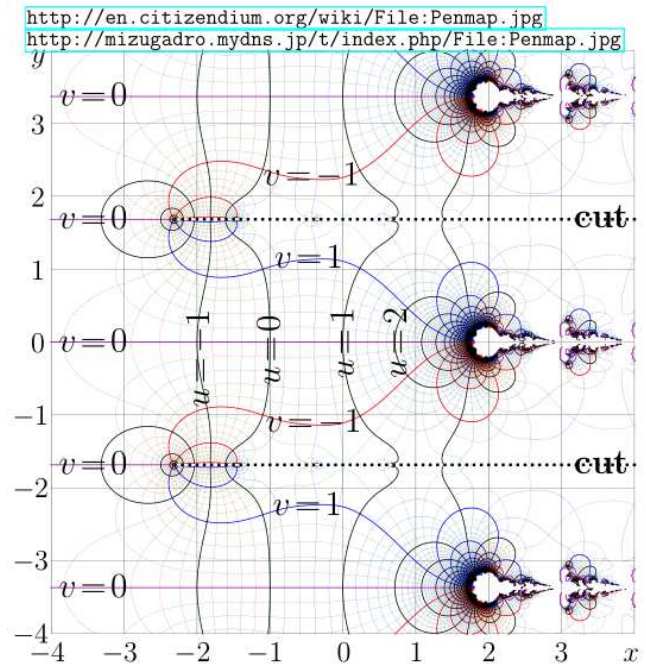 http://en.citizendium.org/wiki/File:Penmap.jpg
http://mizugadro.mydns.jp/t/index.php/File:Penmap.jpg
y
v=0
3
v=−1
2
v=0
cut
1
v=1
0
v=0
u=−1
u=0
u=1
u=2
−1
v=−1
v=0
cut
−2
v=1
−3
v=0
−4
−4
−3
−2
−1
0
1
2
3
x